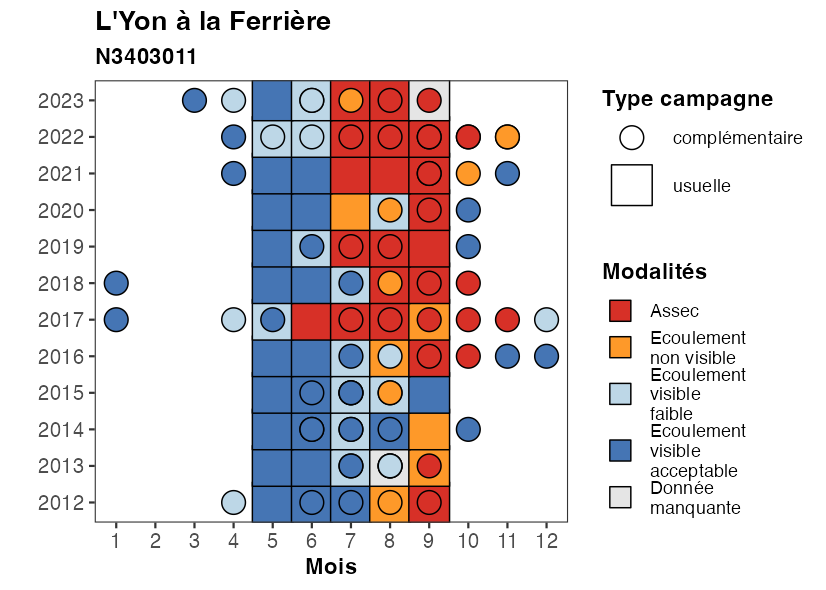 L'Yon à la Ferrière
N3403011
2023
2022
2021
2020
2019
2018
2017
2016
2015
2014
2013
2012
1 2 3 4 5 6 7 8 9 10 11 12
Mois
Type campagne
complémentaire
usuelle
Modalités
Assec
Ecoulement
non visible
Ecoulement
visible
faible
Ecoulement
visible
acceptable
Donnée
manquante